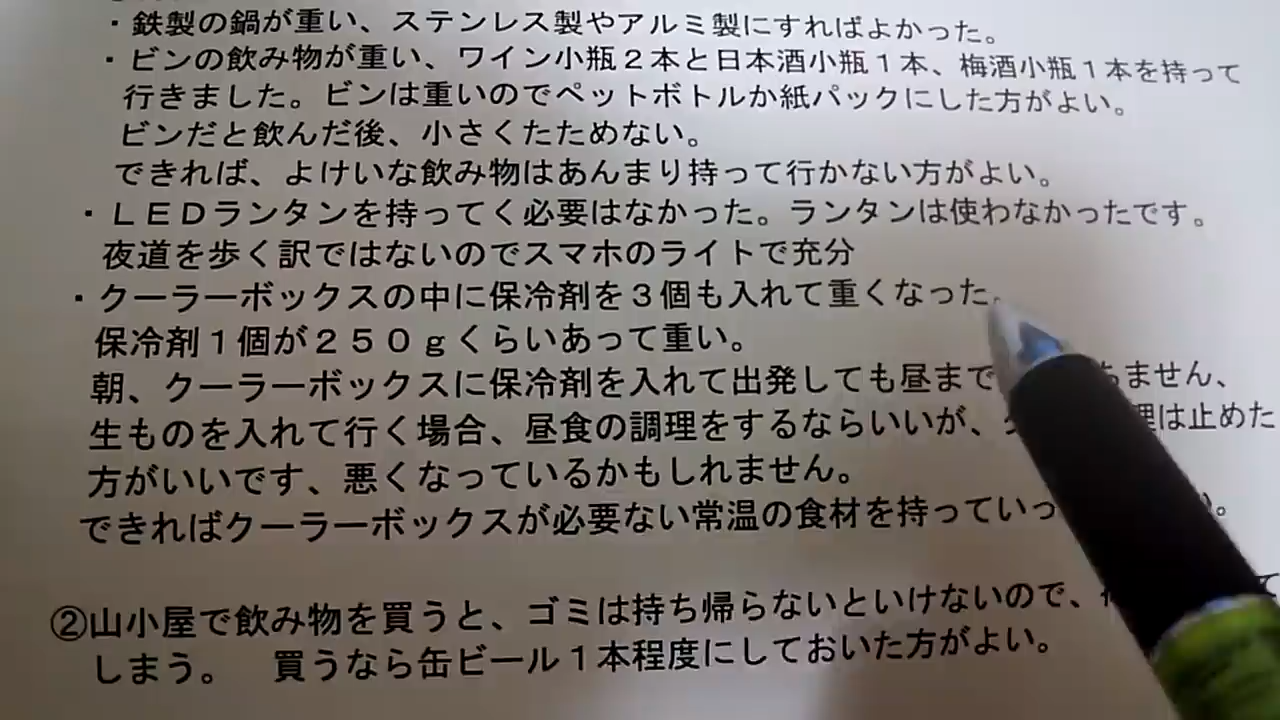 ・鉄製の鍋が重い、ステンレス製やアルミ製にすればよかった。
・ビンの飲み物が重い、ワイン小瓶２本と日本酒小瓶１本、梅酒小瓶１本を持って
行きました。ビンは重いのでペットボトルか紙パックにした方がよい。
ビンだと飲んだ後、小さくたためない。
できれば、よけいな飲み物はあんまり持って行かない方がよい。
・ＬＥＤランタンを持ってく必要はなかった。ランタンは使わなかったです。
夜道を歩く訳ではないのでスマホのライトで充分
・クーラーボックスの中に保冷剤を３個も入れて重くなった。
保冷剤１個が２５０ｇくらいあって重い。
朝、クーラーボックスに保冷剤を入れて出発しても昼まで ちません、
生ものを入れて行く場合、昼食の調理をするならいいが、 理は止めた
方がいいです、悪くなっているかもしれません。
できればクーラーボックスが必要ない常温の食材を持っていっ 。
②山小屋で飲み物を買うと、ゴミは持ち帰らないといけないので、 て
しまう。　買うなら缶ビール１本程度にしておいた方がよい。